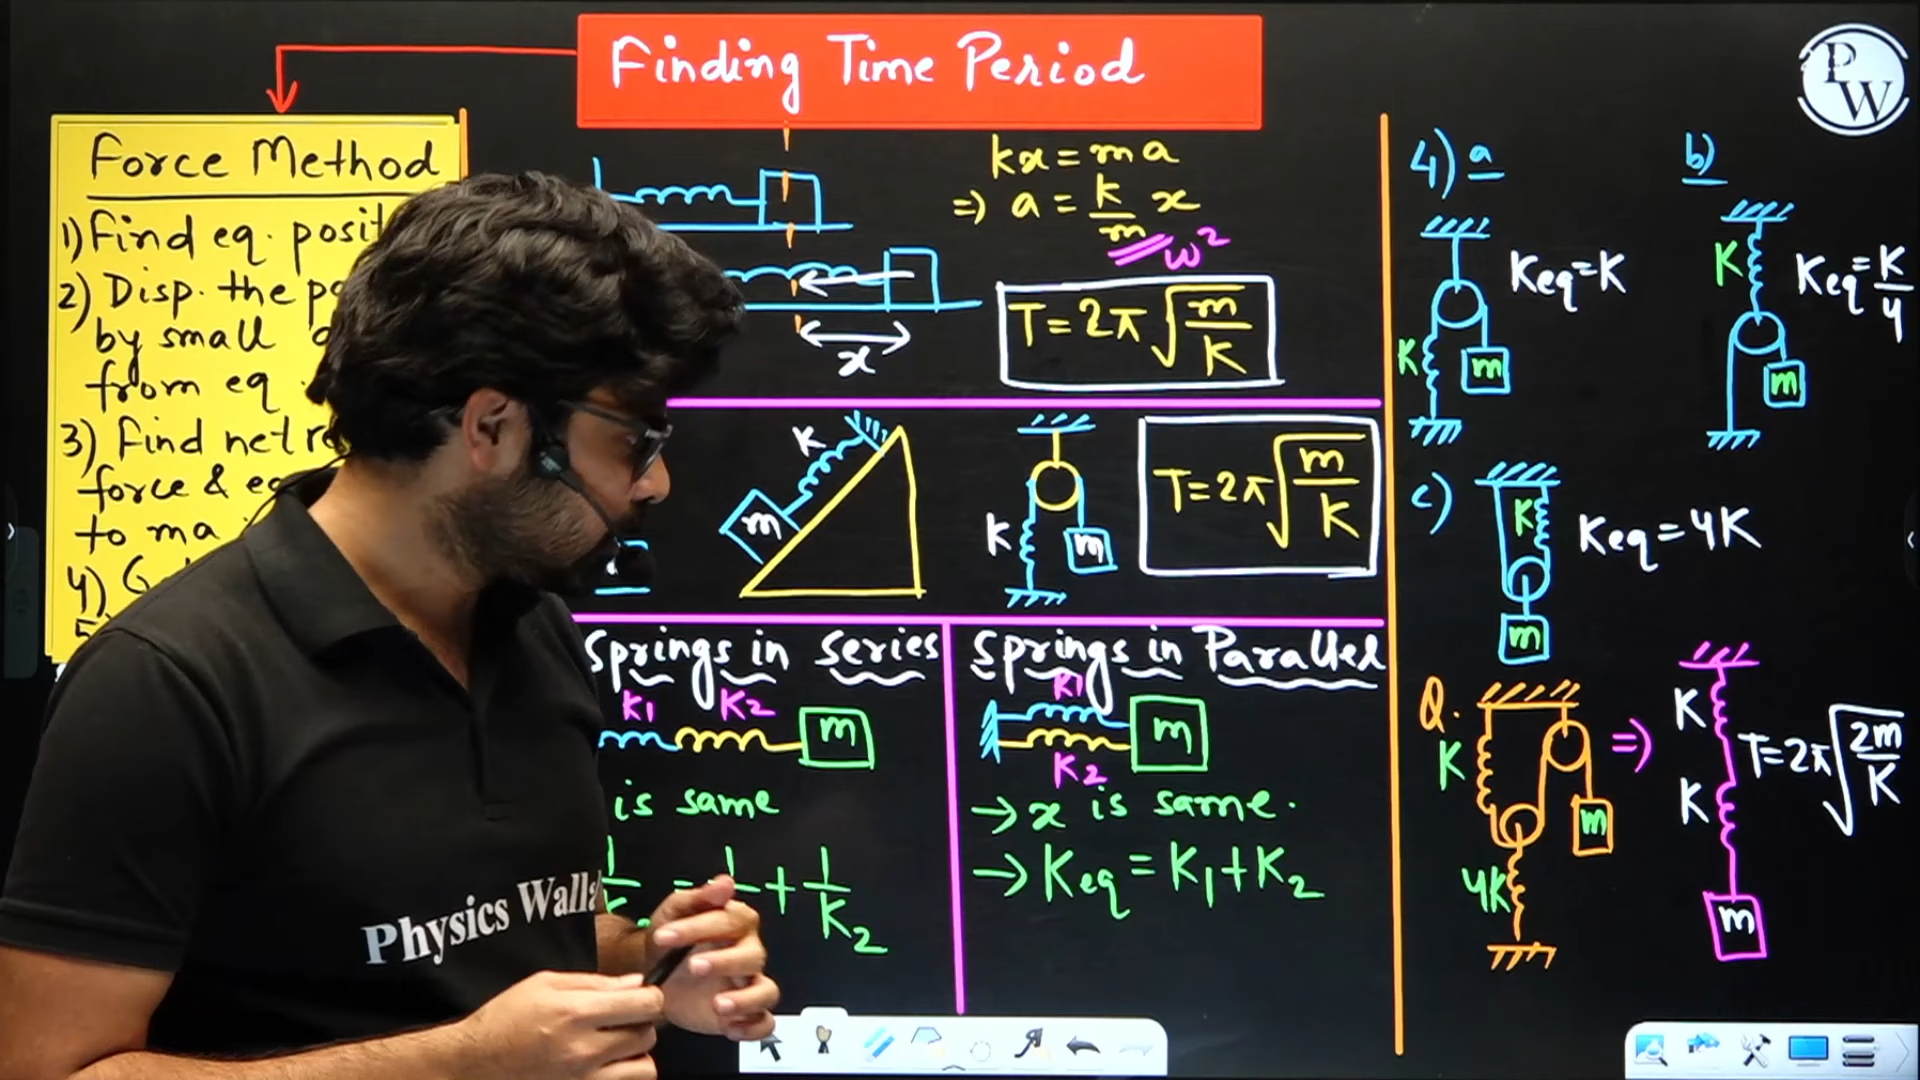 Finding Time Period
PW
Force Method
1) Find eq. posit
2) Disp. the
by small
from eq.
3) Find net re
force & eq
to ma
4)
kx = ma
=> a = K/m x
ω²
T = 2π√(m/K)
x
K
m
K
m
T = 2π√(m/K)
Springs in Series
K1 K2
m
is same
= + 1/K2
Springs in Parallel
K1
K2
m
→ x is same.
→ Keq = K1 + K2
4) a
Keq = K
K
m
b)
K
Keq = K/4
m
c)
K
Keq = 4K
m
Q.
K
4K
m
=>
K
K
m
T = 2π√(2m/K)
Physics Walla